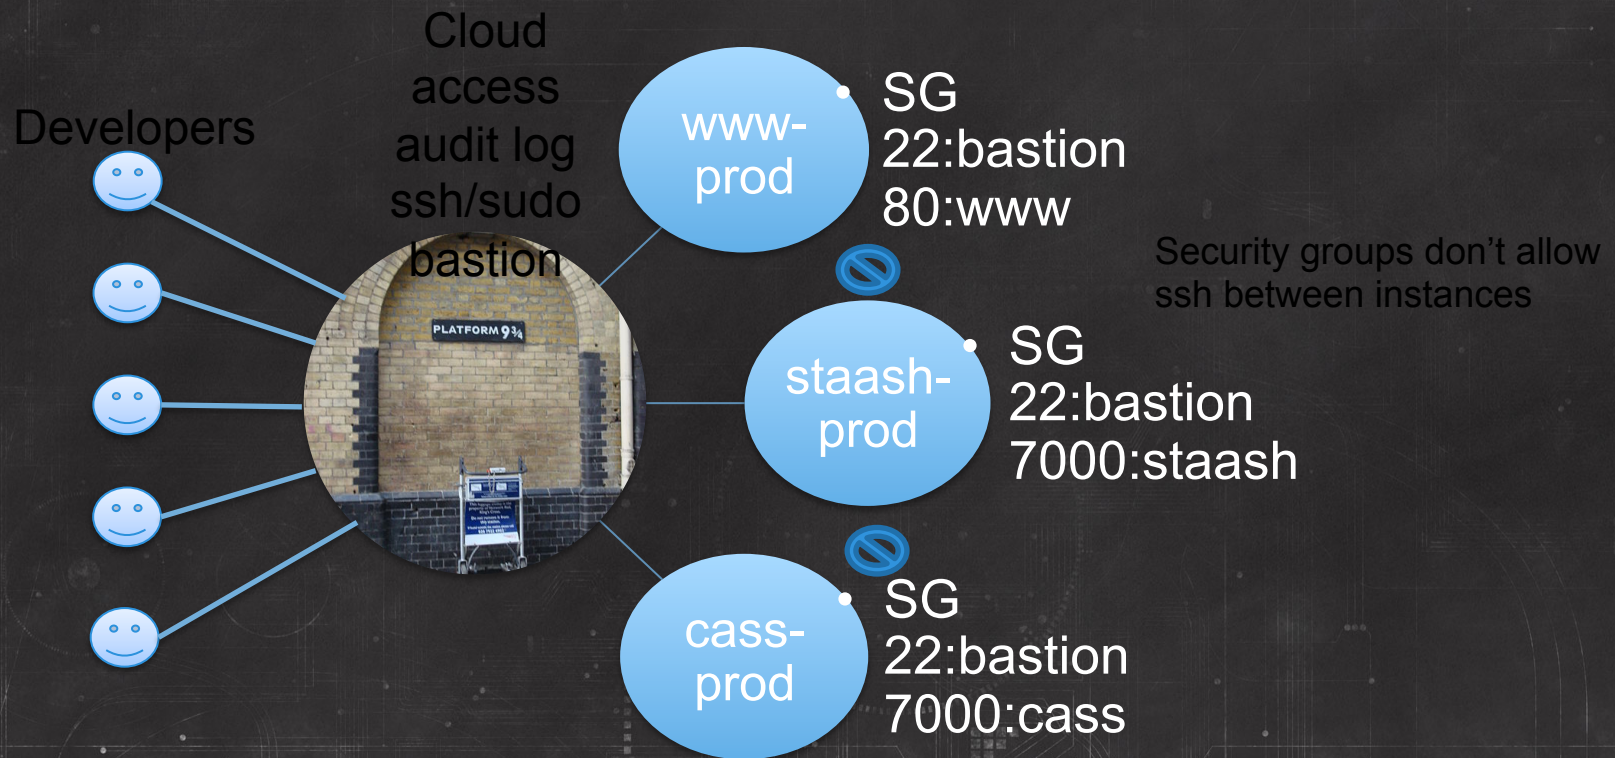 Developers
Cloud
access
audit log
ssh/sudo
bastion
PLATFORM 9¾
www-
prod
SG
22:bastion
80:www
Security groups don’t allow
ssh between instances
staash-
prod
SG
22:bastion
7000:staash
cass-
prod
SG
22:bastion
7000:cass